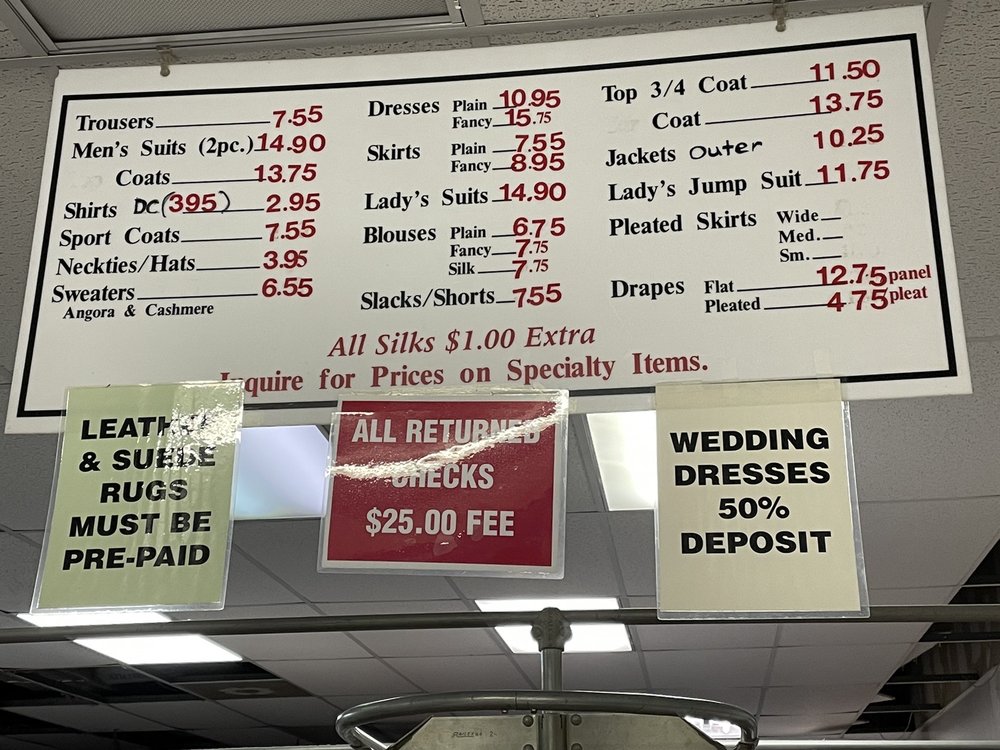 Trousers 7.55
Men's Suits (2pc.) 14.90
Coats 13.75
Shirts DC (395) 2.95
Sport Coats 7.55
Neckties/Hats 3.95
Sweaters 6.55
Angora & Cashmere
Dresses Plain 10.95
Fancy 15.75
Skirts Plain 7.55
Fancy 8.95
Lady's Suits 14.90
Blouses Plain 6.75
Fancy 7.75
Silk 7.75
Slacks/Shorts 7.55
Top 3/4 Coat 11.50
Coat 13.75
Jackets Outer 10.25
Lady's Jump Suit 11.75
Pleated Skirts Wide
Med.
Sm.
Drapes Flat 12.75 panel
Pleated 4.75 pleat
All Silks $1.00 Extra
Inquire for Prices on Specialty Items.
LEATHER
& SUEDE
RUGS
MUST BE
PRE-PAID
ALL RETURNED
CHECKS
$25.00 FEE
WEDDING
DRESSES
50%
DEPOSIT